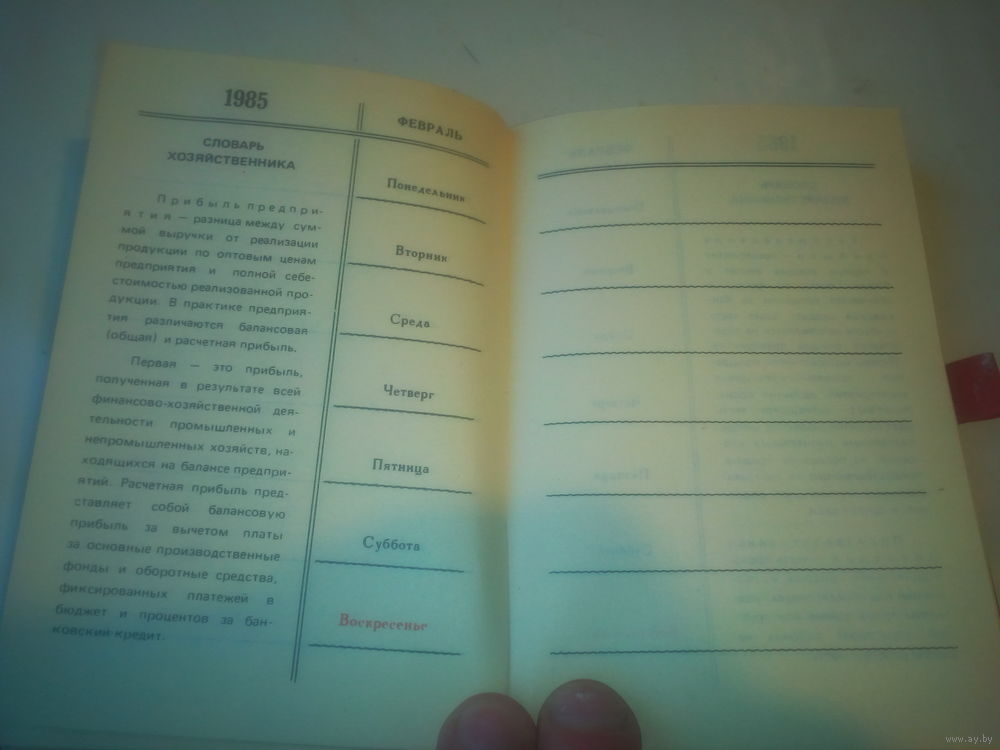 1985
ФЕВРАЛЬ
СЛОВАРЬ
ХОЗЯЙСТВЕННИКА
Прибыль предпри-
ятия — разница между сум-
мой выручки от реализации
продукции по оптовым ценам
предприятия и полной себе-
стоимостью реализованной про-
дукции. В практике предприя-
тия различаются балансовая
(общая) и расчетная прибыль.
Первая — это прибыль,
полученная в результате всей
финансово-хозяйственной дея-
тельности промышленных и
непромышленных хозяйств, на-
ходящихся на балансе предпри-
ятий. Расчетная прибыль пред-
ставляет собой балансовую
прибыль за вычетом платы
за основные производственные
фонды и оборотные средства,
фиксированных платежей в
бюджет и процентов за бан-
ковский кредит.
Понедельник
Вторник
Среда
Четверг
Пятница
Суббота
Воскресенье
www.ay.by